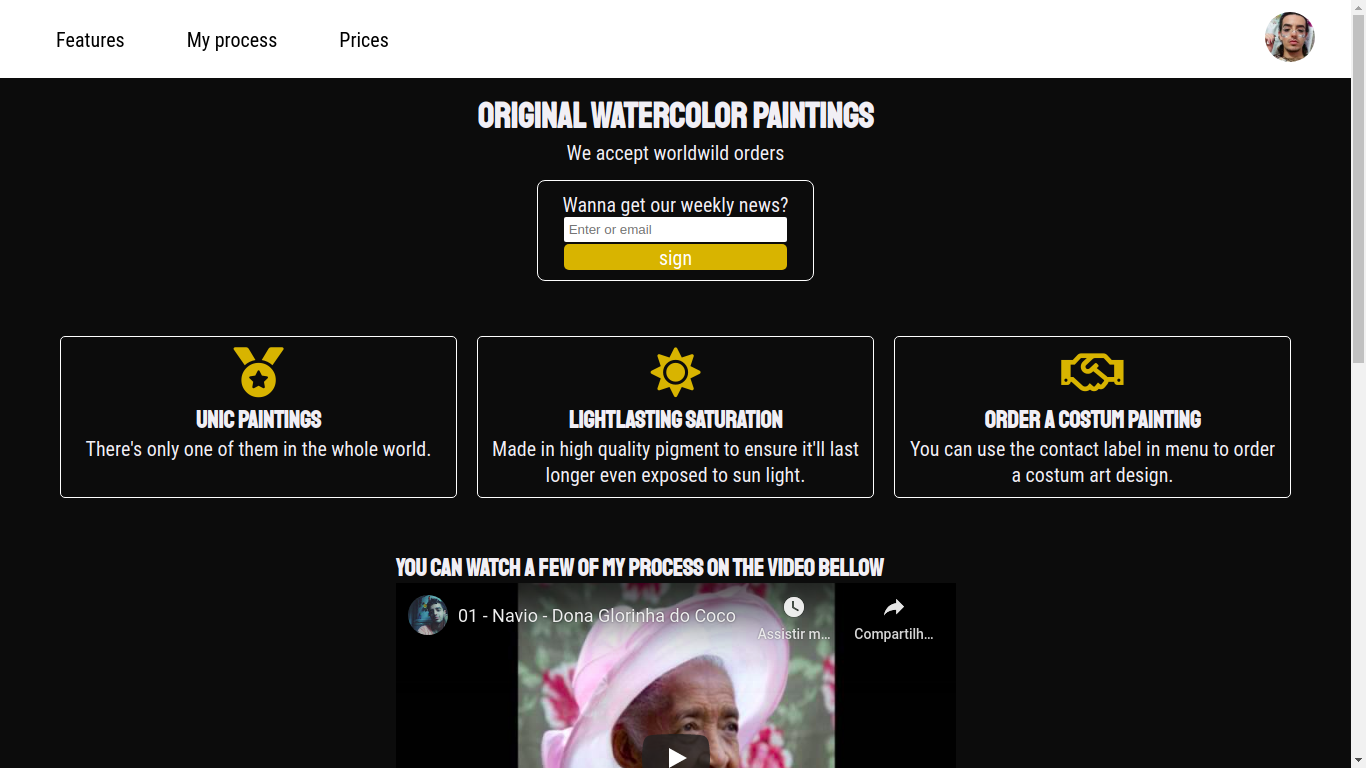 Features
My process
Prices
ORIGINAL WATERCOLOR PAINTINGS
We accept worldwild orders
Wanna get our weekly news?
Enter or email
sign
UNIC PAINTINGS
There's only one of them in the whole world.
LIGHTLASTING SATURATION
Made in high quality pigment to ensure it'll last
longer even exposed to sun light.
ORDER A COSTUM PAINTING
You can use the contact label in menu to order
a costum art design.
YOU CAN WATCH A FEW OF MY PROCESS ON THE VIDEO BELLOW
01 - Navio - Dona Glorinha do Coco
Assistir m...
Compartilh...